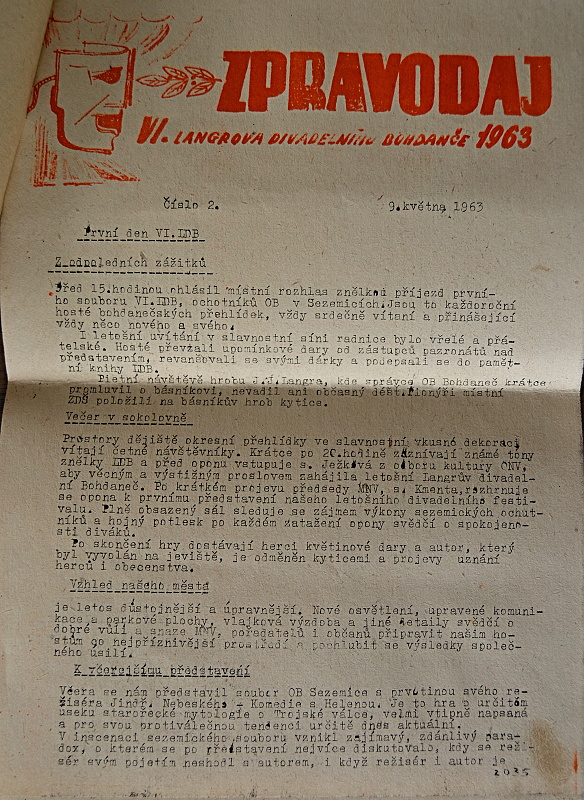 ZPRAVODAJ
VI. LANGROVA DIVADELNÍHO BOHDANČE 1963
Číslo 2. 9.května 1963
První den VI.LDB
Z odpoledních zážitků
Před 15.hodinou ohlásil místní rozhlas znělkou příjezd první-
ho souboru VI.LDB, ochotníků OB v Sezemicích.Jsou to každoroční
hosté bohdanečských přehlídek, vždy srdečně vítaní a přinášející
vždy něco nového a svého.
I letošní uvítání v slavnostní síni radnice bylo vřelé a přá-
telské. Hosté převzali upomínkové dary od zástupců patronátů nad
představením, revanšovali se svými dárky a podepsali se do pamět-
ní knihy LDB.
Pietní návštěvě hrobu J.J.Langra, kde správce OB Bohdaneč krátce
promluvil o básníkovi, nevadil ani občasný déšť.Pionýři místní
ZDŠ položili na básníkův hrob kytice.
Večer v sokolovně
Prostory dějiště okresní přehlídky ve slavnostní vkusné dekoraci
vítají četné návštěvníky. Krátce po 20.hodině zaznívají známé tóny
znělky LDB a před oponu vstupuje s. Ježková z odboru kultury ONV,
aby věcným a výstižným proslovem zahájila letošní Langrův divadel-
ní Bohdaneč. Po krátkém projevu předsedy MNV, s. Kmenta, rozhrnuje
se opona k prvnímu představení našeho letošního divadelního festi-
valu. Plně obsazený sál sleduje se zájmem výkony sezemických ochot-
níků a hojný potlesk po každém zatažení opony svědčí o spokojeno-
sti diváků.
Po skončení hry dostávají herci květinové dary a autor, který
byl vyvolán na jeviště, je odměněn kyticemi a projevy uznání
herců i obecenstva.
Vzhled našeho města
je letos důstojnější a úpravnější. Nové osvětlení, upravené komuni-
kace a parkové plochy, vlajková výzdoba a jiné detaily svědčí o
dobré vůli a snaze MNV, pořadatelů i občanů připravit našim ho-
stům co nejpříznivější prostředí a pochlubit se výsledky společ-
ného úsilí.
K včerejšímu představení
Včera se nám představil soubor OB Sezemice s prvotinou svého re-
žiséra Jindř. Nebeského - Komedie s Helenou. Je to hra o určitém
úseku starořecké mytologie o Trojské válce, velmi vtipně napsaná
a pro svou protiválečnou tendenci určitě dnes aktuální.
V inscenaci sezemického souboru vznikl zajímavý, zdánlivý para-
dox, o kterém se po představení nejvíce diskutovalo, kdy se reži-
sér svým pojetím neshodl s autorem, i když režisér i autor je
2035